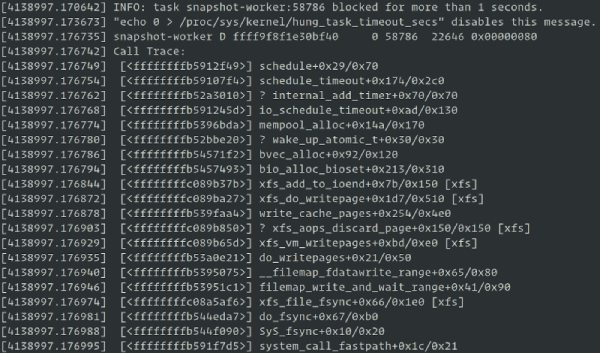 [4138997.170642] INFO: task snapshot-worker:58786 blocked for more than 1 seconds.
[4138997.173673] "echo 0 > /proc/sys/kernel/hung_task_timeout_secs" disables this message.
[4138997.176735] snapshot-worker D ffff9f8f1e30bf40     0 58786  22646 0x00000080
[4138997.176742] Call Trace:
[4138997.176749]  [<ffffffffb5912f49>] schedule+0x29/0x70
[4138997.176754]  [<ffffffffb59107f4>] schedule_timeout+0x174/0x2c0
[4138997.176762]  [<ffffffffb52a3010>] ? internal_add_timer+0x70/0x70
[4138997.176768]  [<ffffffffb591245d>] io_schedule_timeout+0xad/0x130
[4138997.176774]  [<ffffffffb5396bda>] mempool_alloc+0x14a/0x170
[4138997.176780]  [<ffffffffb52bbe20>] ? wake_up_atomic_t+0x30/0x30
[4138997.176786]  [<ffffffffb54571f2>] bvec_alloc+0x92/0x120
[4138997.176794]  [<ffffffffb5457493>] bio_alloc_bioset+0x213/0x310
[4138997.176844]  [<ffffffffc089b37b>] xfs_add_to_ioend+0x7b/0x150 [xfs]
[4138997.176872]  [<ffffffffc089ba27>] xfs_do_writepage+0x1d7/0x510 [xfs]
[4138997.176878]  [<ffffffffb539faa4>] write_cache_pages+0x254/0x4e0
[4138997.176903]  [<ffffffffc089b850>] ? xfs_aops_discard_page+0x150/0x150 [xfs]
[4138997.176929]  [<ffffffffc089b65d>] xfs_vm_writepages+0xbd/0xe0 [xfs]
[4138997.176935]  [<ffffffffb53a0e21>] do_writepages+0x21/0x50
[4138997.176940]  [<ffffffffb5395075>] __filemap_fdatawrite_range+0x65/0x80
[4138997.176946]  [<ffffffffb53951c1>] filemap_write_and_wait_range+0x41/0x90
[4138997.176974]  [<ffffffffc08a5af6>] xfs_file_fsync+0x66/0x1e0 [xfs]
[4138997.176981]  [<ffffffffb544eda7>] do_fsync+0x67/0xb0
[4138997.176988]  [<ffffffffb544f090>] SyS_fsync+0x10/0x20
[4138997.176995]  [<ffffffffb591f7d5>] system_call_fastpath+0x1c/0x21